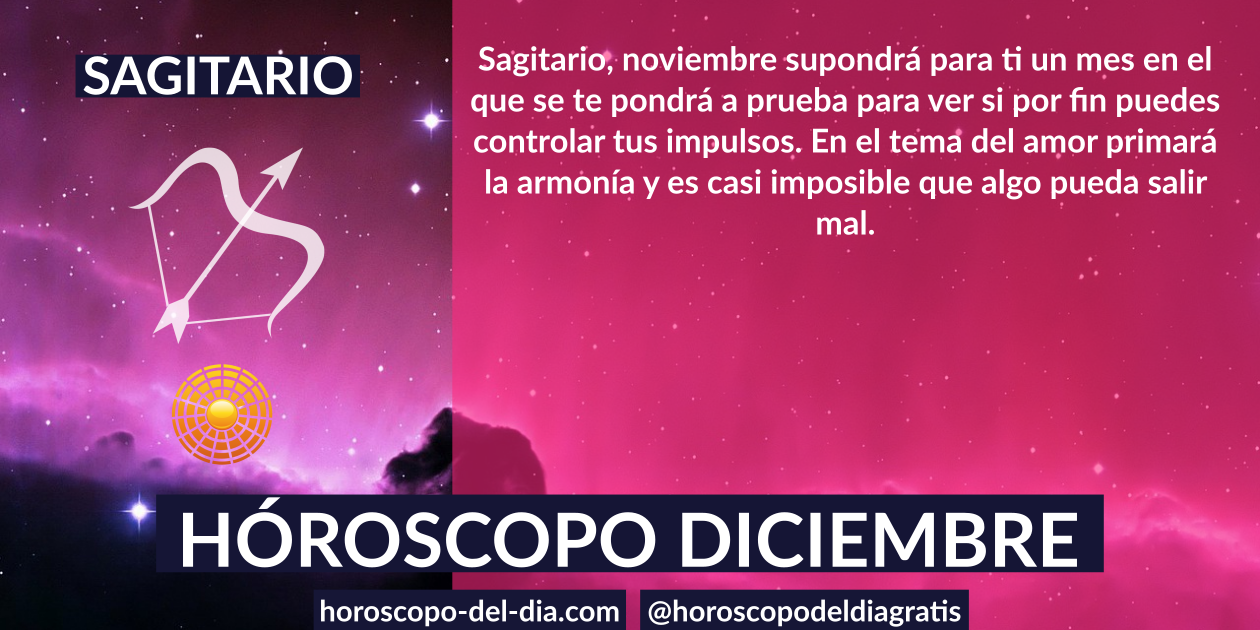 SAGITARIO
Sagitario, noviembre supondrá para ti un mes en el
que se te pondrá a prueba para ver si por fin puedes
controlar tus impulsos. En el tema del amor primará
la armonía y es casi imposible que algo pueda salir
mal.
HÓROSCOPO DICIEMBRE
horoscopo-del-dia.com @horoscopodeldiagratis